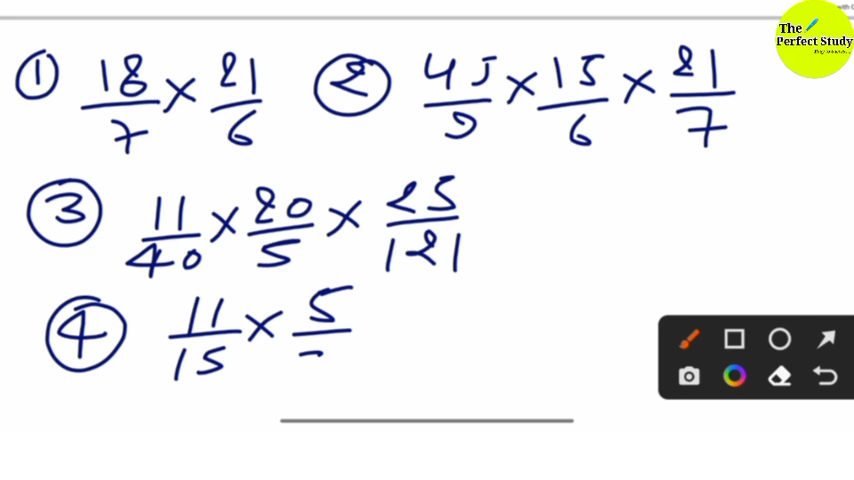 The
Perfect Study
① 18/7 × 21/6 ② 45/9 × 15/6 × 21/7
③ 11/40 × 20/5 × 25/121
④ 11/15 × 5/